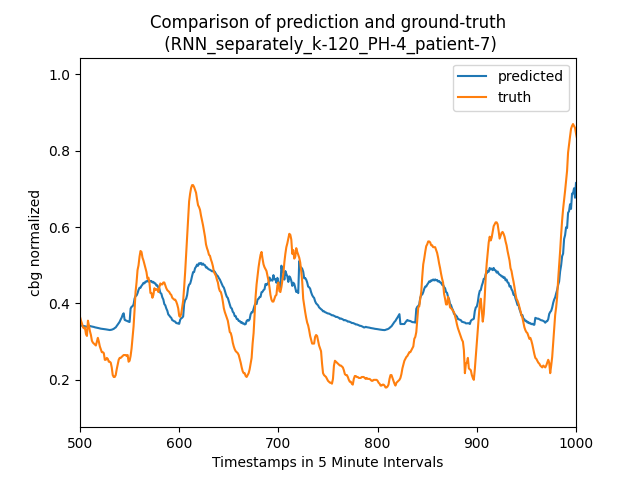 Comparison of prediction and ground-truth
(RNN_separately_k-120_PH-4_patient-7)
predicted
truth
cbg normalized
1.0
0.8
0.6
0.4
0.2
500
600
700
800
900
1000
Timestamps in 5 Minute Intervals